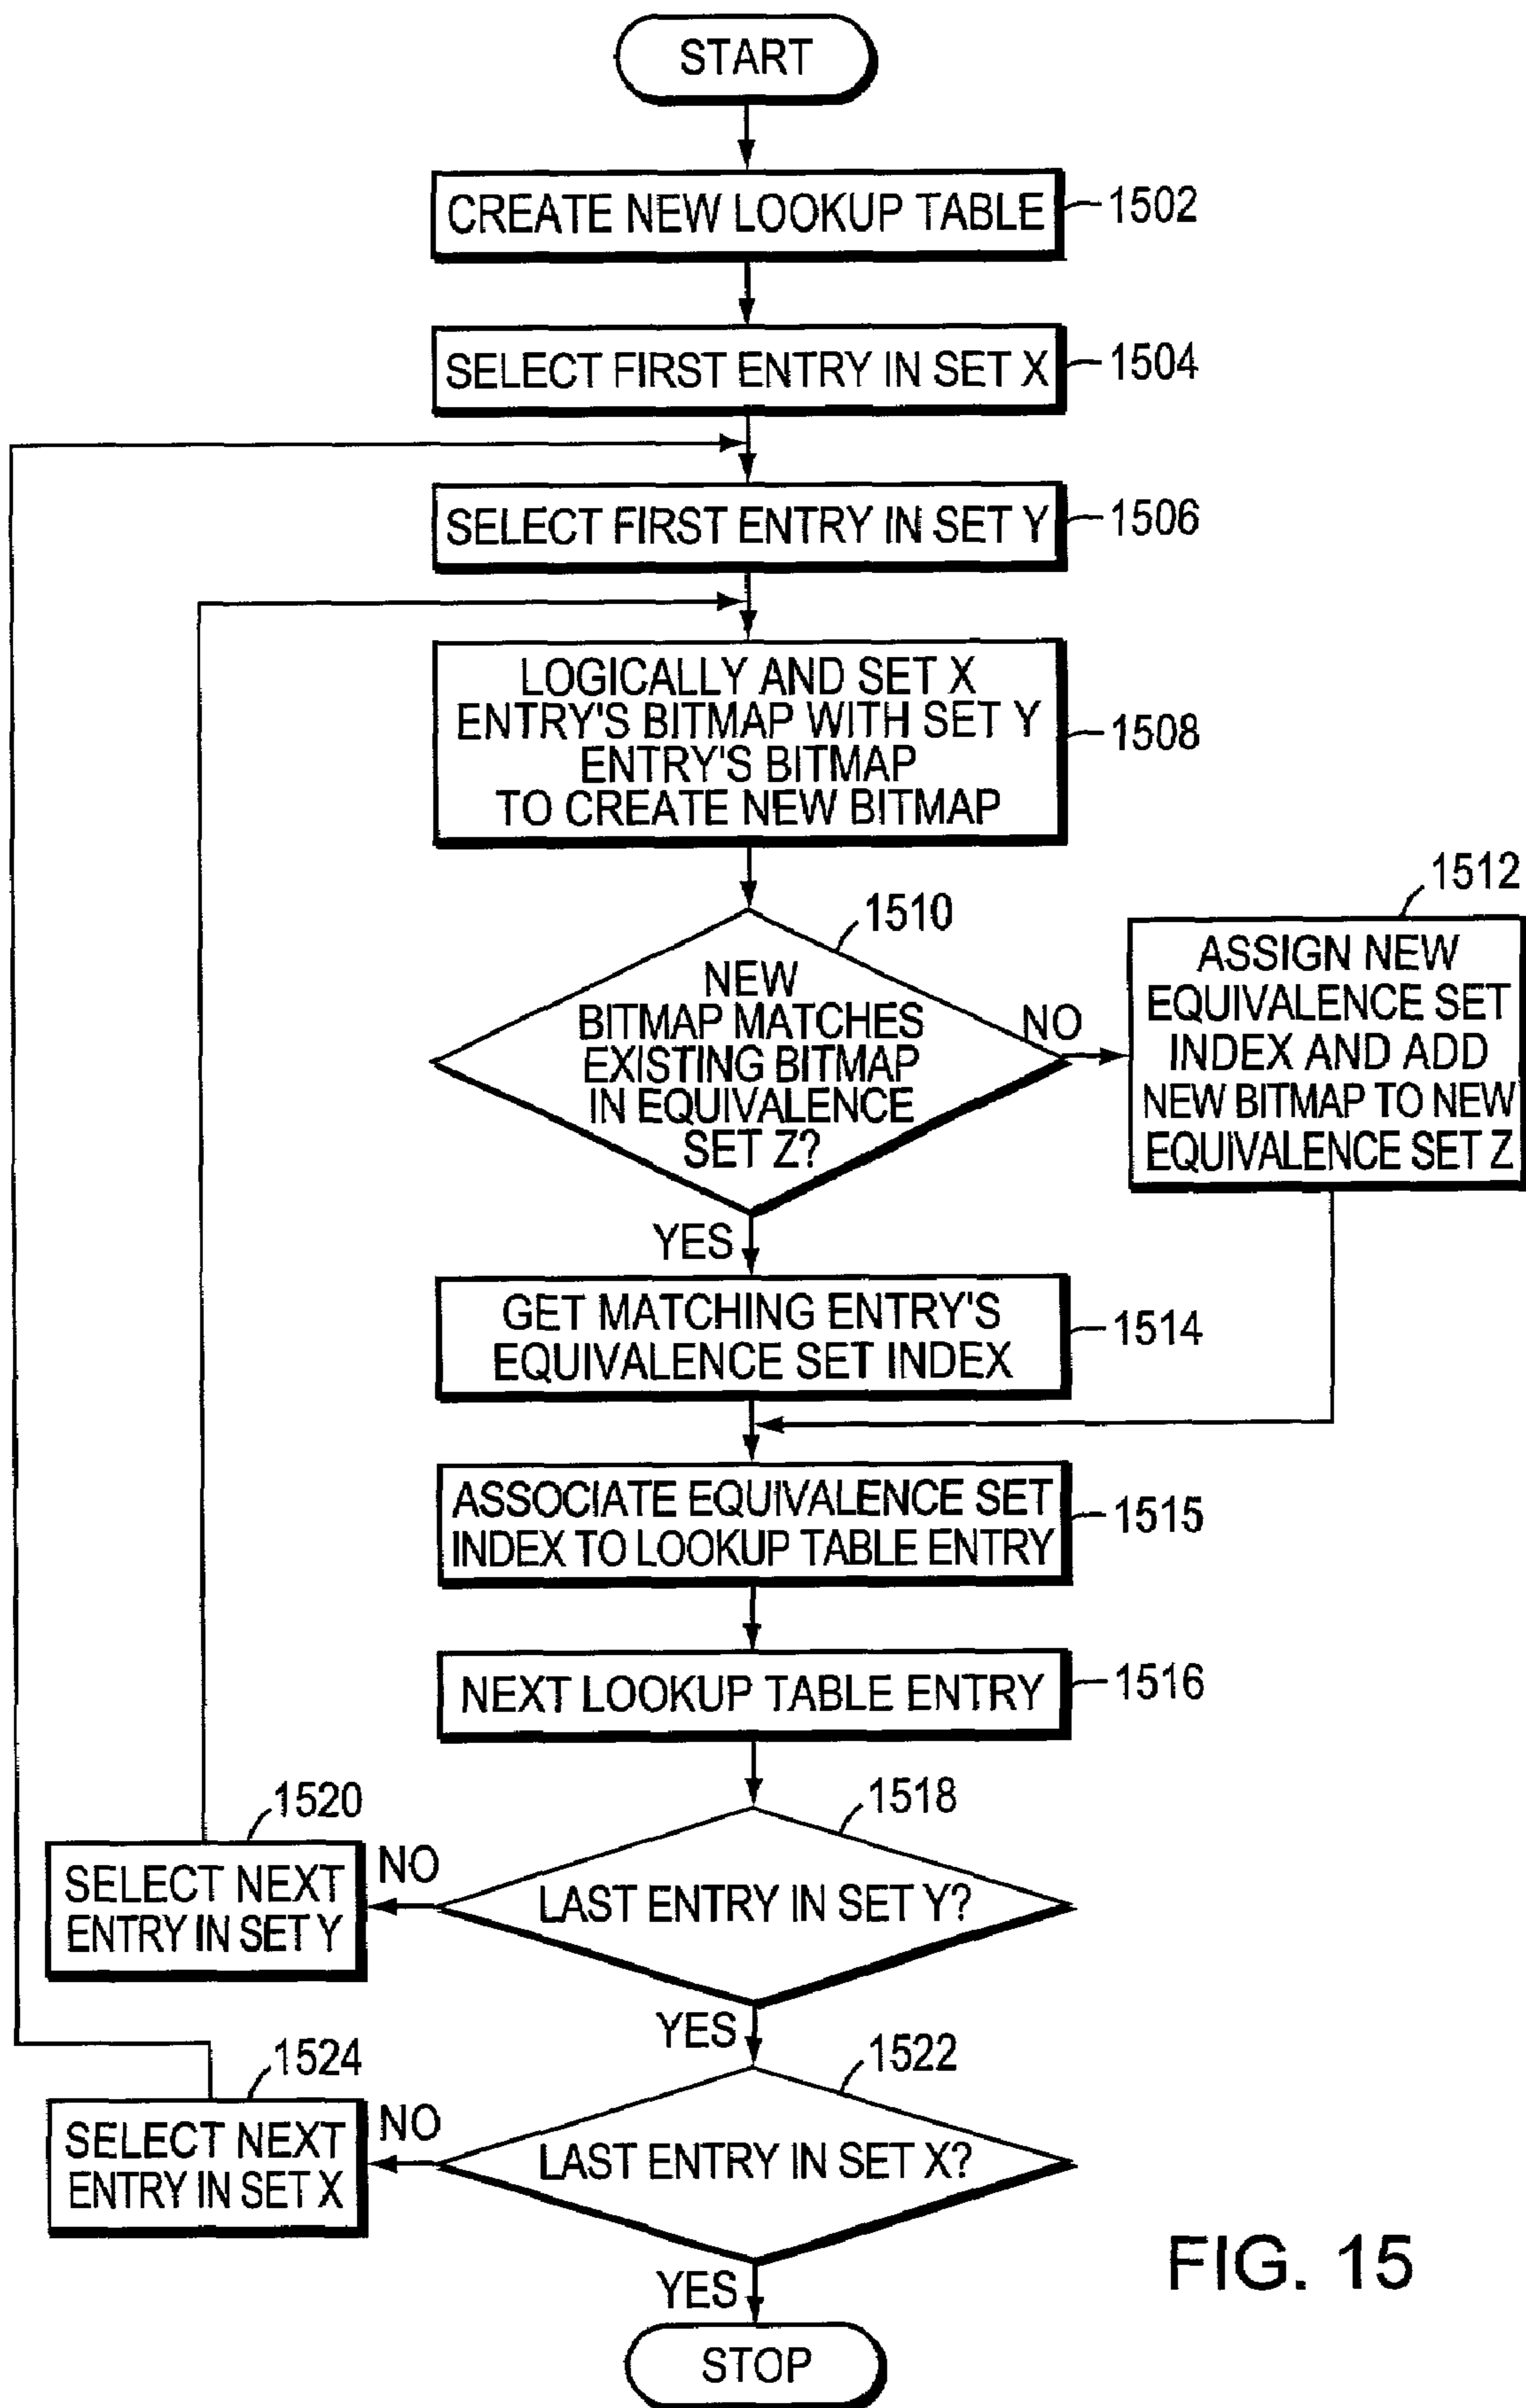 START
CREATE NEW LOOKUP TABLE
1502
SELECT FIRST ENTRY IN SET X
1504
SELECT FIRST ENTRY IN SET Y
1506
LOGICALLY AND SET X
ENTRY'S BITMAP WITH SET Y
ENTRY'S BITMAP
TO CREATE NEW BITMAP
1508
1510
NEW
BITMAP MATCHES
EXISTING BITMAP
IN EQUIVALENCE
SET Z?
NO
1512
ASSIGN NEW
EQUIVALENCE SET
INDEX AND ADD
NEW BITMAP TO NEW
EQUIVALENCE SET Z
YES
GET MATCHING ENTRY'S
EQUIVALENCE SET INDEX
1514
ASSOCIATE EQUIVALENCE SET
INDEX TO LOOKUP TABLE ENTRY
1515
NEXT LOOKUP TABLE ENTRY
1516
1518
LAST ENTRY IN SET Y?
NO
1520
SELECT NEXT
ENTRY IN SET Y
YES
1522
LAST ENTRY IN SET X?
NO
1524
SELECT NEXT
ENTRY IN SET X
YES
STOP
FIG. 15